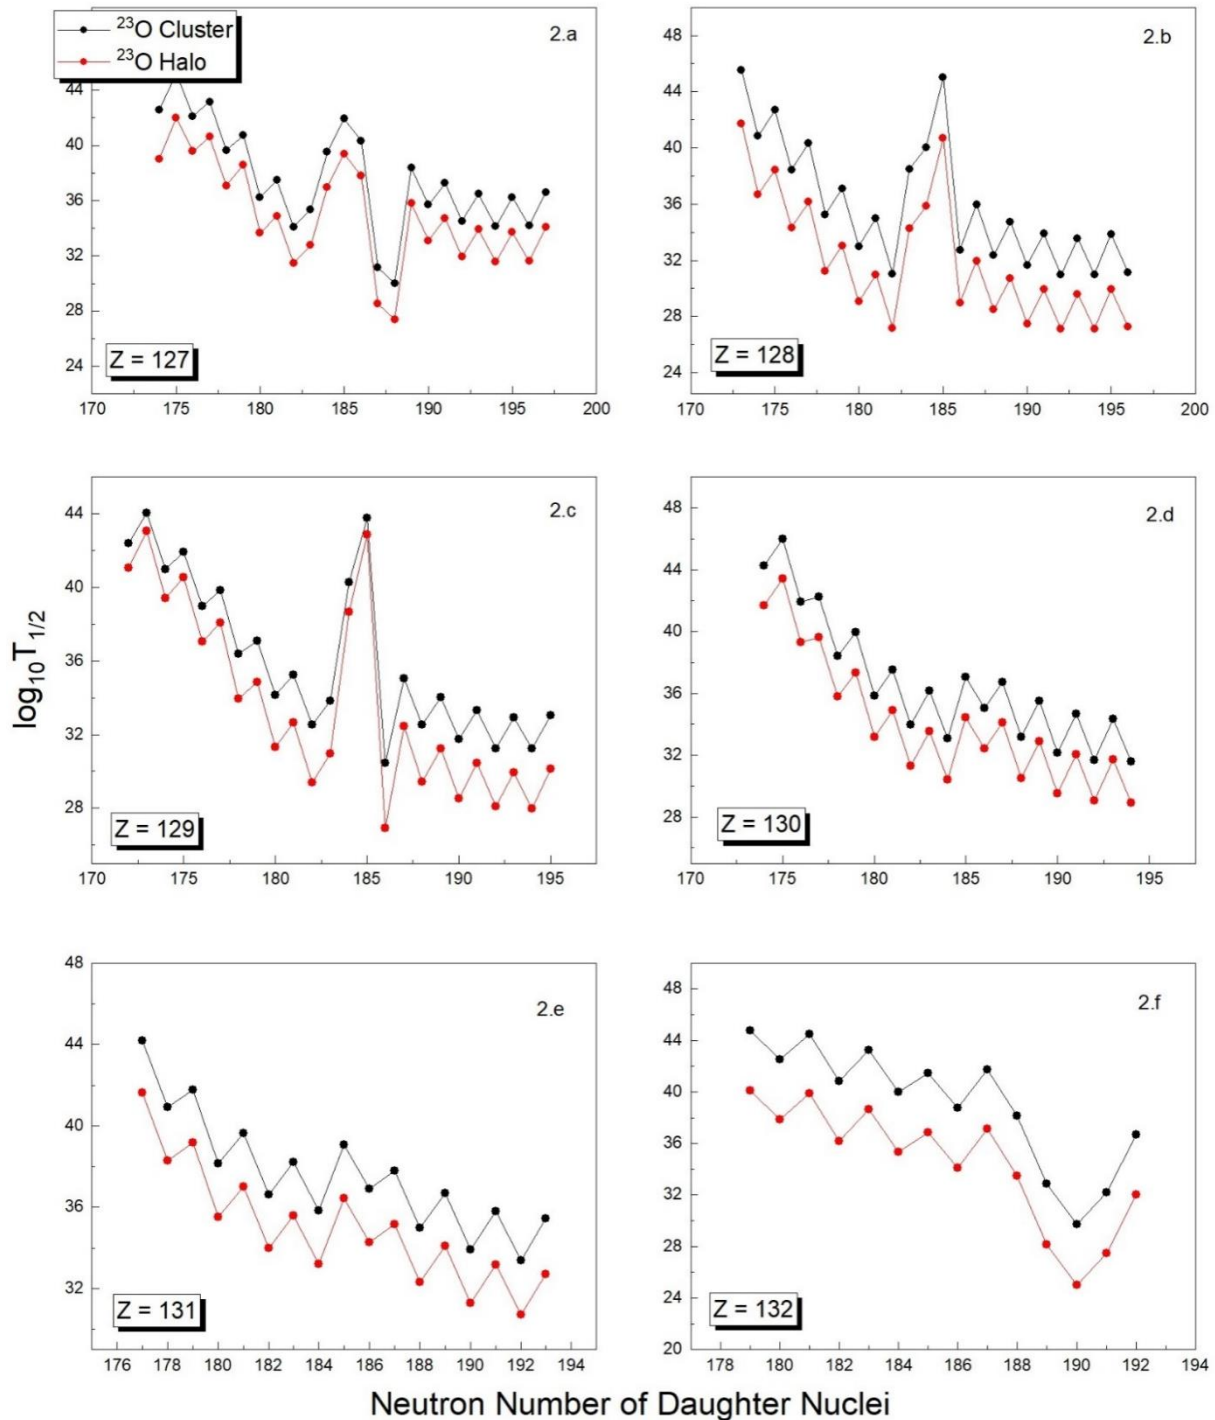 ²³O Cluster
²³O Halo
2.a
44
40
36
32
28
24
Z = 127
170 175 180 185 190 195 200
2.b
48
44
40
36
32
28
24
Z = 128
170 175 180 185 190 195 200
2.c
44
40
36
32
28
Z = 129
170 175 180 185 190 195
2.d
48
44
40
36
32
28
Z = 130
170 175 180 185 190 195
2.e
48
44
40
36
32
Z = 131
176 178 180 182 184 186 188 190 192 194
2.f
48
44
40
36
32
28
24
20
Z = 132
178 180 182 184 186 188 190 192 194
log₁₀T₁/₂
Neutron Number of Daughter Nuclei